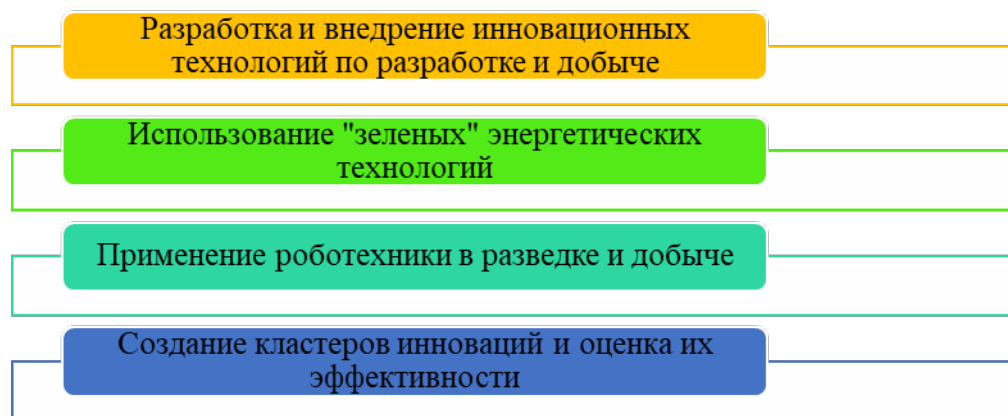 Разработка и внедрение инновационных
технологий по разработке и добыче
Использование "зеленых" энергетических
технологий
Применение роботехники в разведке и добыче
Создание кластеров инноваций и оценка их
эффективности